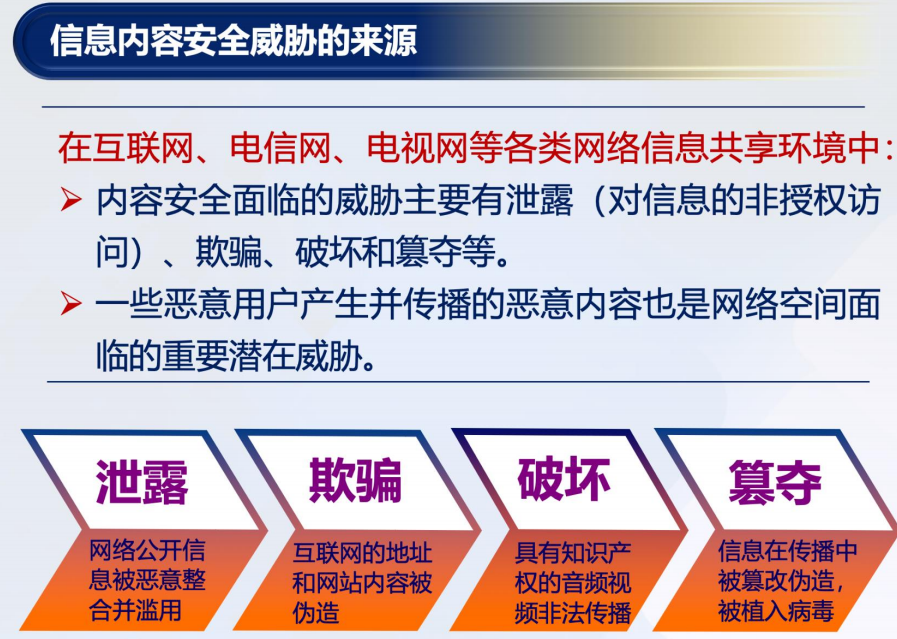 信息内容安全威胁的来源
在互联网、电信网、电视网等各类网络信息共享环境中：
➢ 内容安全面临的威胁主要有泄露（对信息的非授权访
问）、欺骗、破坏和篡夺等。
➢ 一些恶意用户产生并传播的恶意内容也是网络空间面
临的重要潜在威胁。
泄露
网络公开信
息被恶意整
合并滥用
欺骗
互联网的地址
和网站内容被
伪造
破坏
具有知识产
权的音频视
频非法传播
篡夺
信息在传播中
被篡改伪造，
被植入病毒